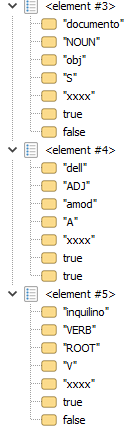 <element #3>
"documento"
"NOUN"
"obj"
"S"
"xxxx"
true
false
<element #4>
"dell"
"ADJ"
"amod"
"A"
"xxxx"
true
true
<element #5>
"inquilino"
"VERB"
"ROOT"
"V"
"xxxx"
true
false